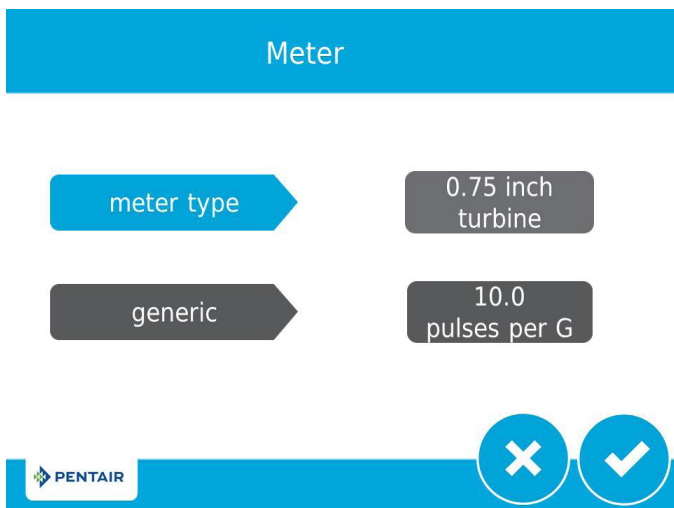 Meter
meter type
0.75 inch
turbine
generic
10.0
pulses per G
PENTAIR